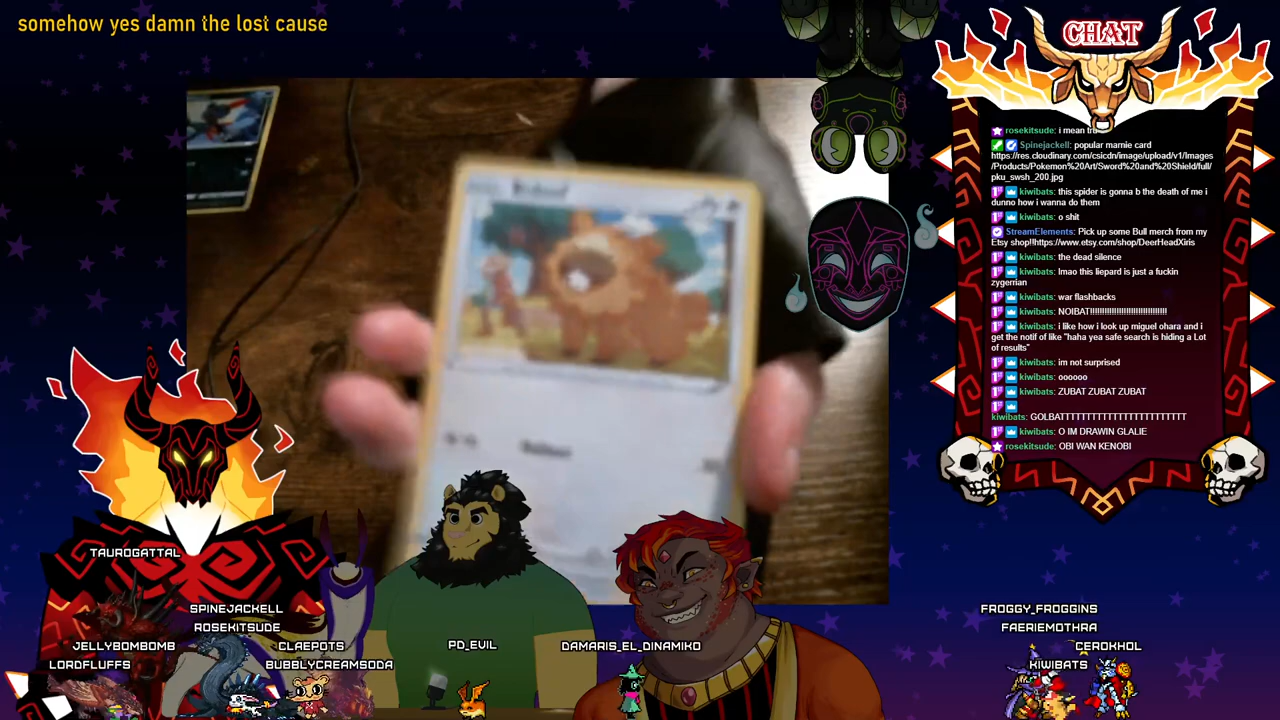 somehow yes damn the lost cause
CHAT
rosekitsude: i mean tru
Spinejackell: popular marnie card
https://res.cloudinary.com/csicdn/image/upload/v1/Images
/Products/Pokemon%20Art/Sword%20and%20Shield/full/
pku_swsh_200.jpg
kiwibats: this spider is gonna b the death of me i
dunno how i wanna do them
kiwibats: o shit
StreamElements: Pick up some Bull merch from my
Etsy shop!!https://www.etsy.com/shop/DeerHeadXiris
kiwibats: the dead silence
kiwibats: lmao this liepard is just a fuckin
zygerrian
kiwibats: war flashbacks
kiwibats: NOIBAT!!!!!!!!!!!!!!!!!!!!!!!!!!!!!
kiwibats: i like how i look up miguel ohara and i
get the notif of like "haha yea safe search is hiding a Lot
of results"
kiwibats: im not surprised
kiwibats: oooooo
kiwibats: ZUBAT ZUBAT ZUBAT
kiwibats: GOLBATTTTTTTTTTTTTTTTTTTTTTTT
kiwibats: O IM DRAWIN GLALIE
rosekitsude: OBI WAN KENOBI
Bidoof
TAUROGATTAL
SPINEJACKELL
ROSEKITSUDE
JELLYBOMBOMB
CLAEPOTS
LORDFLUFFS
BUBBLYCREAMSODA
PD_EVIL
DAMARIS_EL_DINAMIKO
FROGGY_FROGGINS
FAERIEMOTHRA
CEROKHOL
KIWIBATS